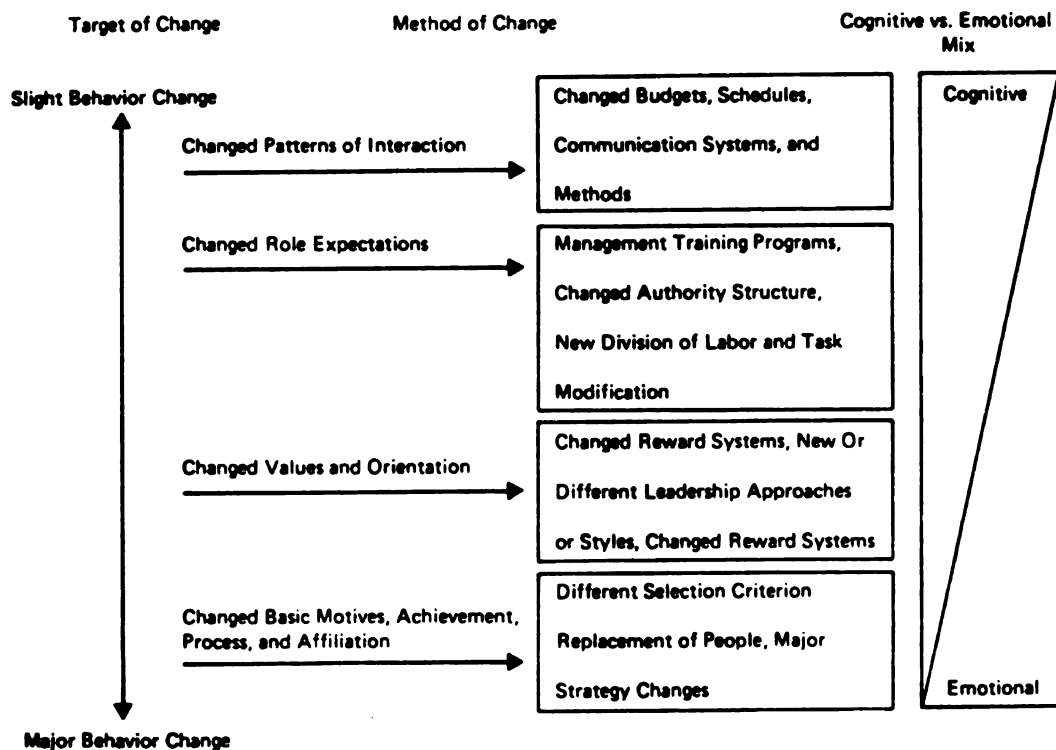 Target of Change
Method of Change
Cognitive vs. Emotional
Mix
Slight Behavior Change
Changed Patterns of Interaction
Changed Budgets, Schedules,
Communication Systems, and
Methods
Cognitive
Changed Role Expectations
Management Training Programs,
Changed Authority Structure,
New Division of Labor and Task
Modification
Changed Values and Orientation
Changed Reward Systems, New Or
Different Leadership Approaches
or Styles, Changed Reward Systems
Changed Basic Motives, Achievement,
Process, and Affiliation
Different Selection Criterion
Replacement of People, Major
Strategy Changes
Emotional
Major Behavior Change